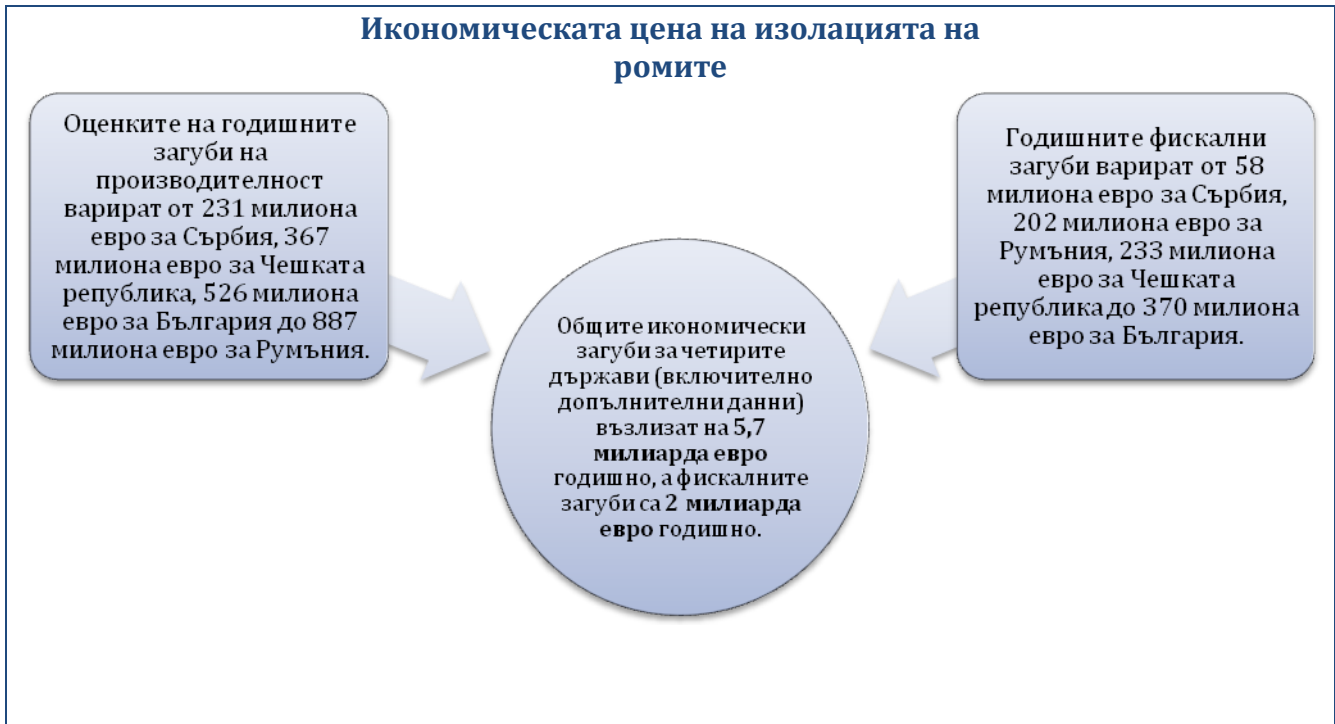 Икономическата цена на изолацията на
ромите
Оценките на годишните
загуби на
производителност
варират от 231 милиона
евро за Сърбия, 367
милиона евро за Чешката
република, 526 милиона
евро за България до 887
милиона евро за Румъния.
Общите икономически
загуби за четирите
държави (включително
допълнителни данни)
възлизат на 5,7
милиарда евро
годишно, а фискалните
загуби са 2 милиарда
евро годишно.
Годишните фискални
загуби варират от 58
милиона евро за Сърбия,
202 милиона евро за
Румъния, 233 милиона
евро за Чешката
република до 370 милиона
евро за България.